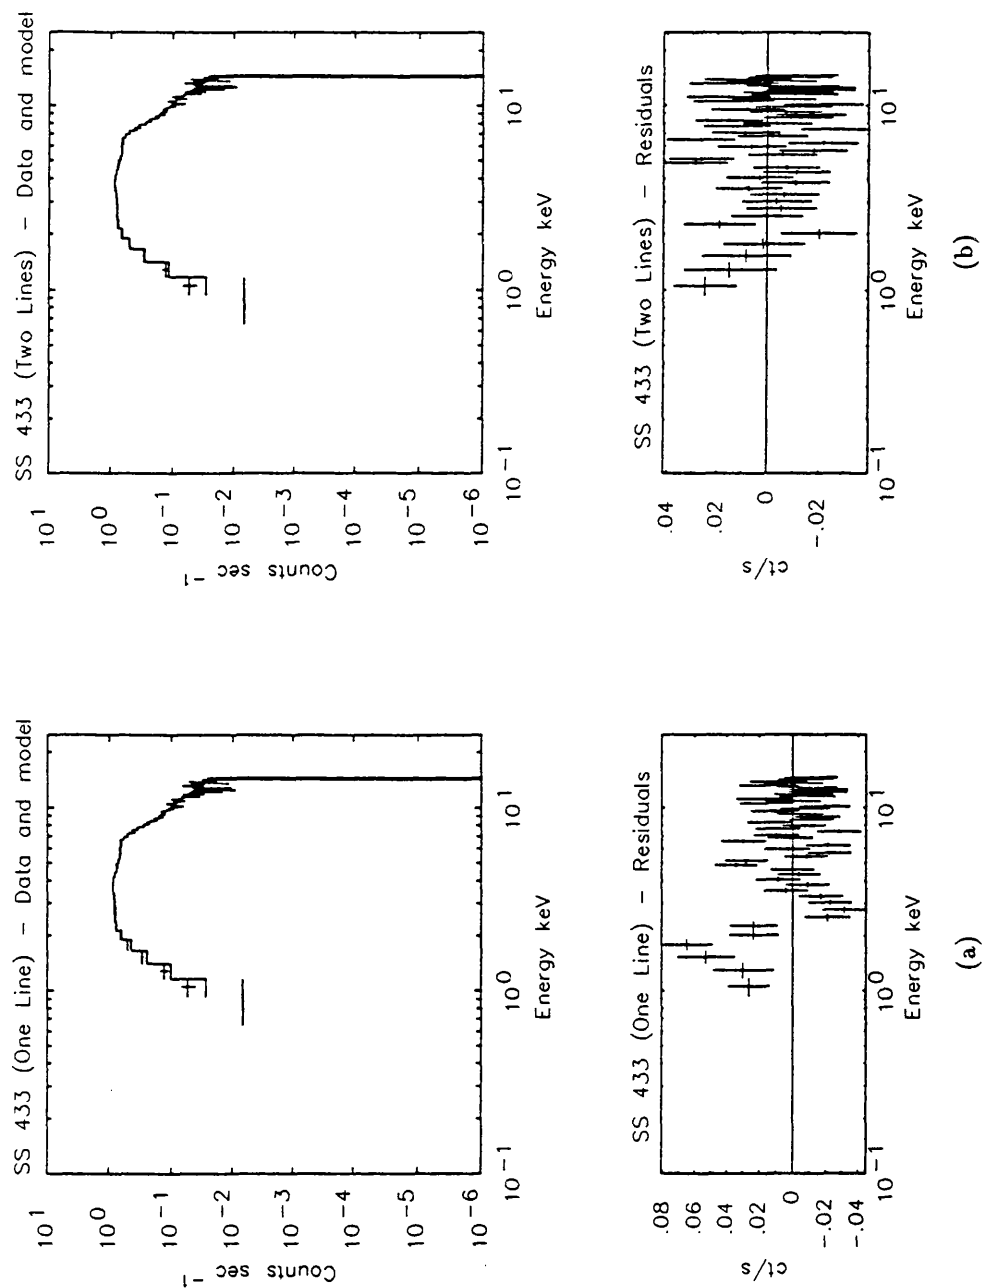 SS 433 (One Line) – Data and model
10 1
10 0
10 -1
10 -2
10 -3
10 -4
10 -5
10 -6
Counts sec -1
10 -1
10 0
10 1
Energy keV
SS 433 (One Line) – Residuals
.08
.06
.04
.02
0
-.02
-.04
ct/s
10 -1
10 0
10 1
Energy keV
(a)
SS 433 (Two Lines) – Data and model
10 1
10 0
10 -1
10 -2
10 -3
10 -4
10 -5
10 -6
Counts sec -1
10 -1
10 0
10 1
Energy keV
SS 433 (Two Lines) – Residuals
.04
.02
0
-.02
ct/s
10 -1
10 0
10 1
Energy keV
(b)